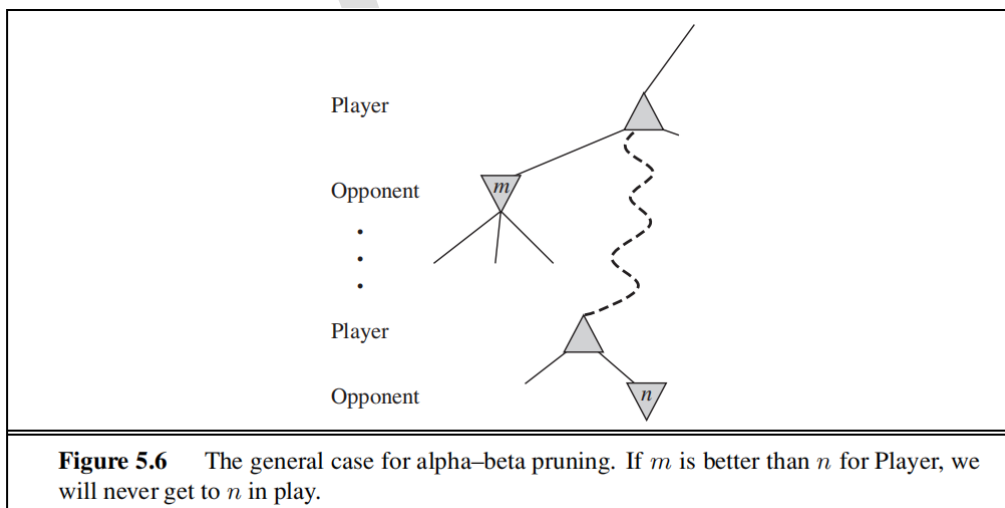 Player
Opponent
m
Player
Opponent
n
Figure 5.6 The general case for alpha–beta pruning. If m is better than n for Player, we
will never get to n in play.